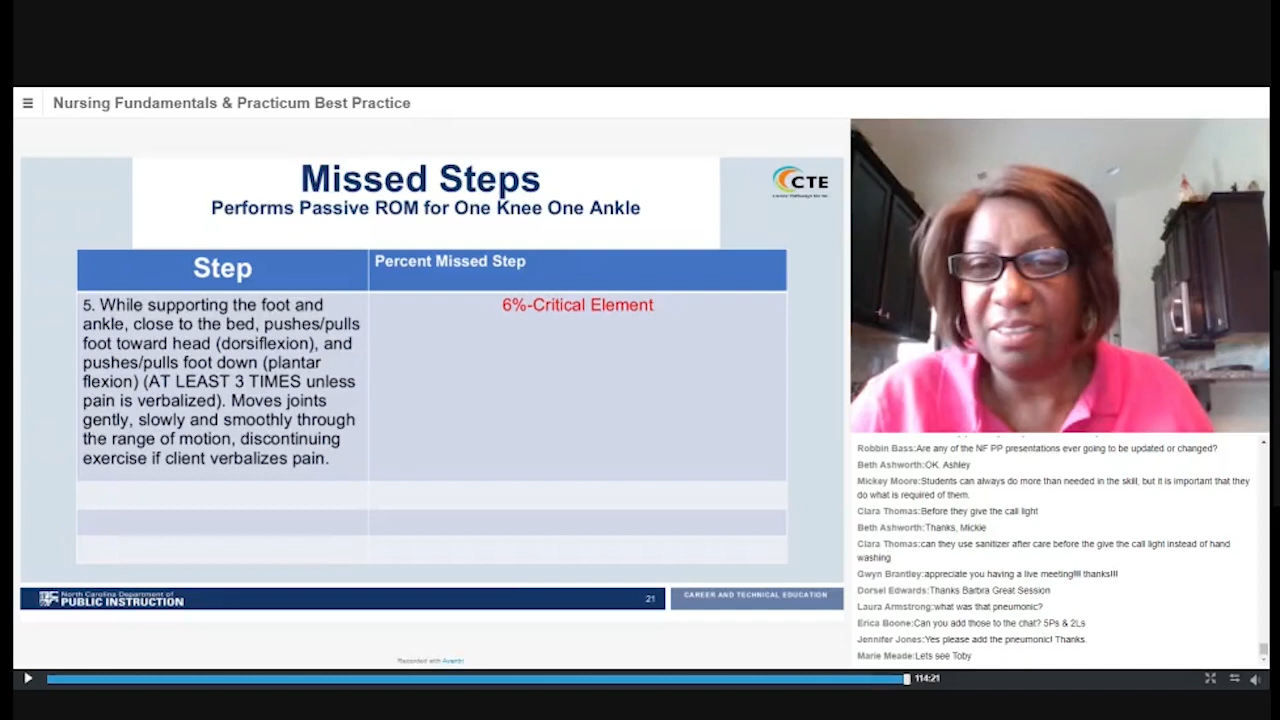 Nursing Fundamentals & Practicum Best Practice
Missed Steps
Performs Passive ROM for One Knee One Ankle
CTE
Step
Percent Missed Step
5. While supporting the foot and
ankle, close to the bed, pushes/pulls
foot toward head (dorsiflexion), and
pushes/pulls foot down (plantar
flexion) (AT LEAST 3 TIMES unless
pain is verbalized). Moves joints
gently, slowly and smoothly through
the range of motion, discontinuing
exercise if client verbalizes pain.
6%-Critical Element
North Carolina Department of
PUBLIC INSTRUCTION
21
CAREER AND TECHNICAL EDUCATION
Recorded with
Robbin Bass:Are any of the NF PP presentations ever going to be updated or changed?
Beth Ashworth:OK, Ashley
Mickey Moore:Students can always do more than needed in the skill, but it is important that they
do what is required of them.
Clara Thomas:Before they give the call light
Beth Ashworth:Thanks, Mickie
Clara Thomas:can they use sanitizer after care before the give the call light instead of hand
washing
Gwyn Brantley:appreciate you having a live meeting!!!! thanks!!!
Dorsel Edwards:Thanks Barbra Great Session
Laura Armstrong:what was that pneumonic?
Erica Boone:Can you add those to the chat? 5Ps & 2Ls
Jennifer Jones:Yes please add the pneumonic! Thanks.
Marie Meade:Lets see Toby
114:21